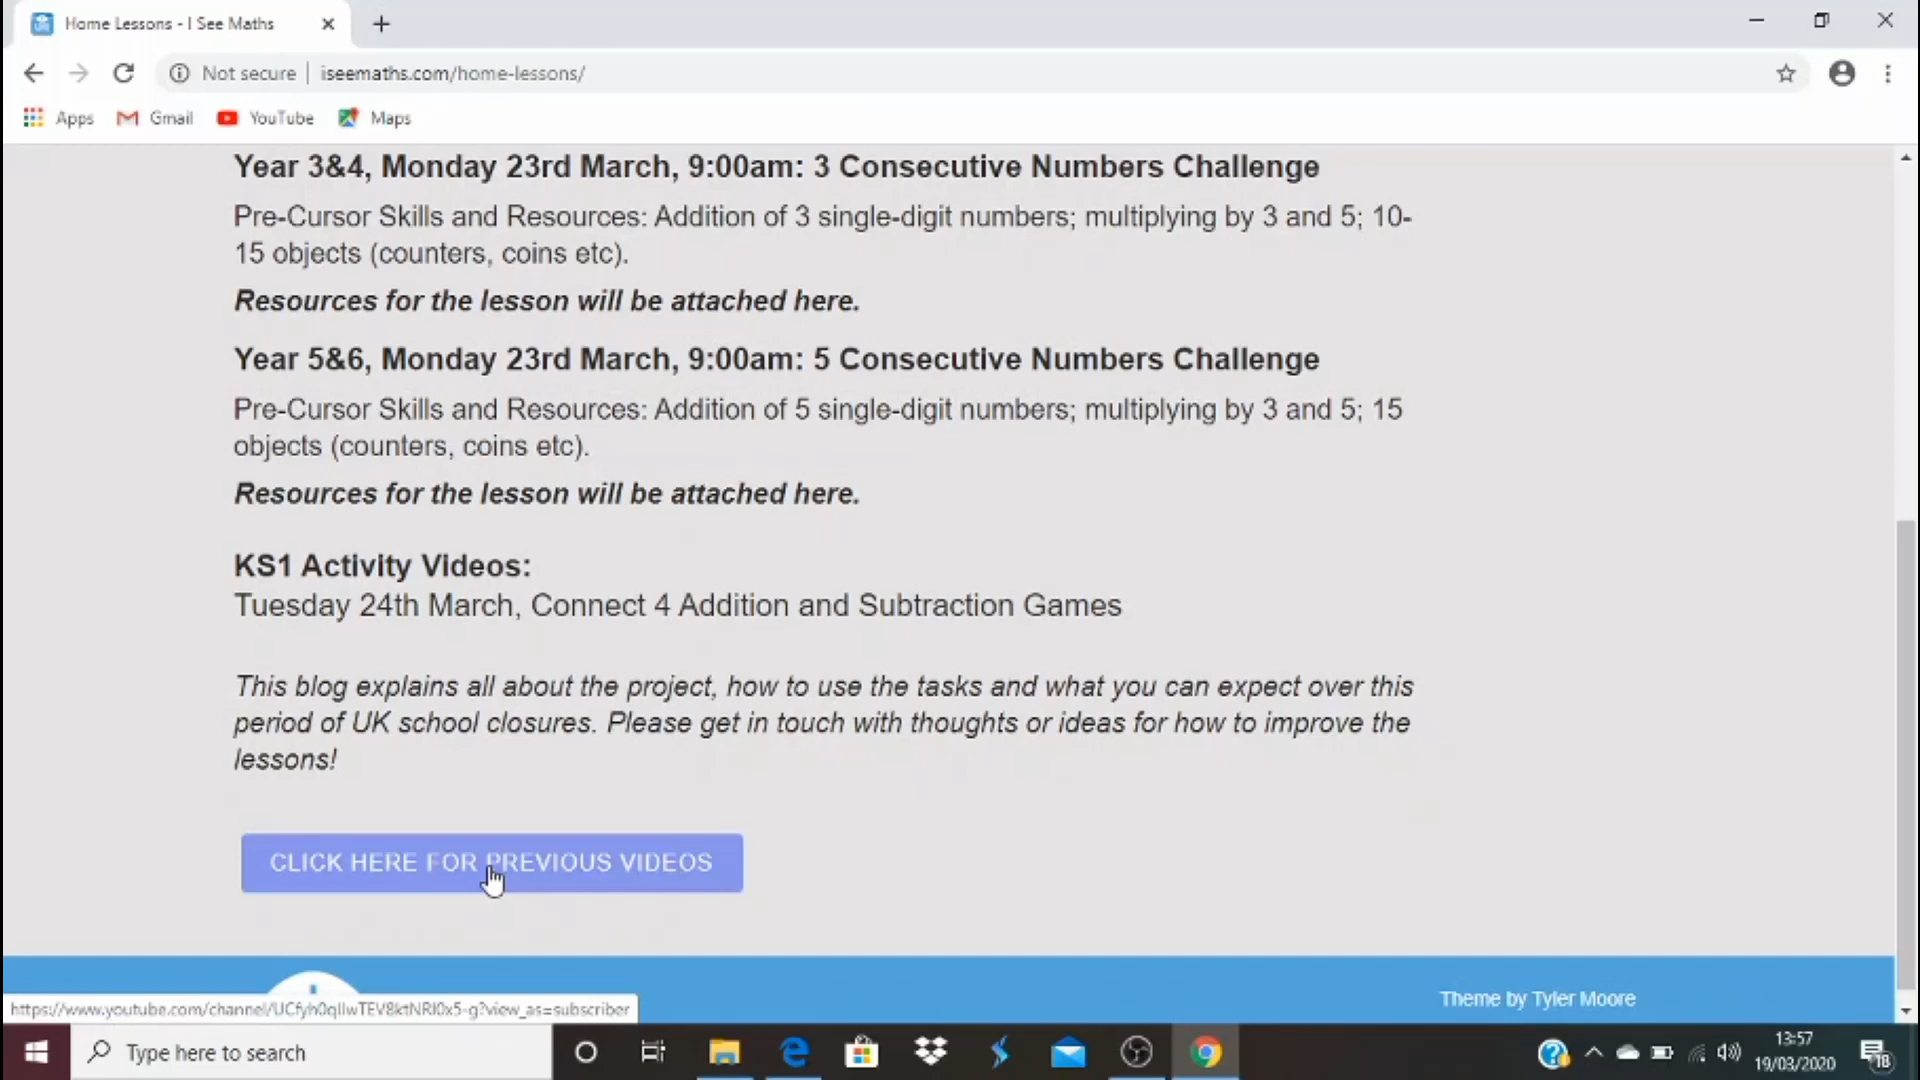 Home Lessons - I See Maths
Not secure | iseemaths.com/home-lessons/
Apps Gmail YouTube Maps
Year 3&4, Monday 23rd March, 9:00am: 3 Consecutive Numbers Challenge
Pre-Cursor Skills and Resources: Addition of 3 single-digit numbers; multiplying by 3 and 5; 10-
15 objects (counters, coins etc).
Resources for the lesson will be attached here.
Year 5&6, Monday 23rd March, 9:00am: 5 Consecutive Numbers Challenge
Pre-Cursor Skills and Resources: Addition of 5 single-digit numbers; multiplying by 3 and 5; 15
objects (counters, coins etc).
Resources for the lesson will be attached here.
KS1 Activity Videos:
Tuesday 24th March, Connect 4 Addition and Subtraction Games
This blog explains all about the project, how to use the tasks and what you can expect over this
period of UK school closures. Please get in touch with thoughts or ideas for how to improve the
lessons!
CLICK HERE FOR PREVIOUS VIDEOS
Theme by Tyler Moore
Type here to search
13:57
19/03/2020
18